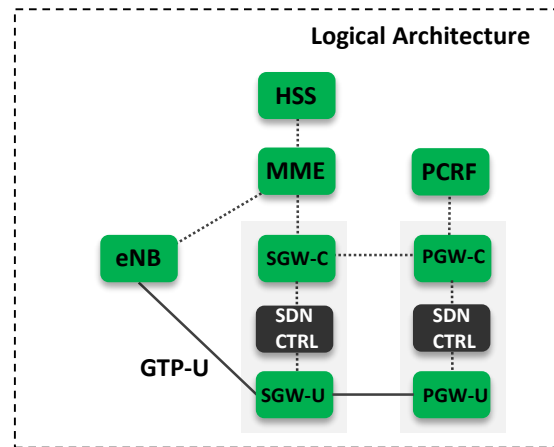 Logical Architecture
HSS
MME
PCRF
eNB
SGW-C
PGW-C
SDN
CTRL
SDN
CTRL
GTP-U
SGW-U
PGW-U